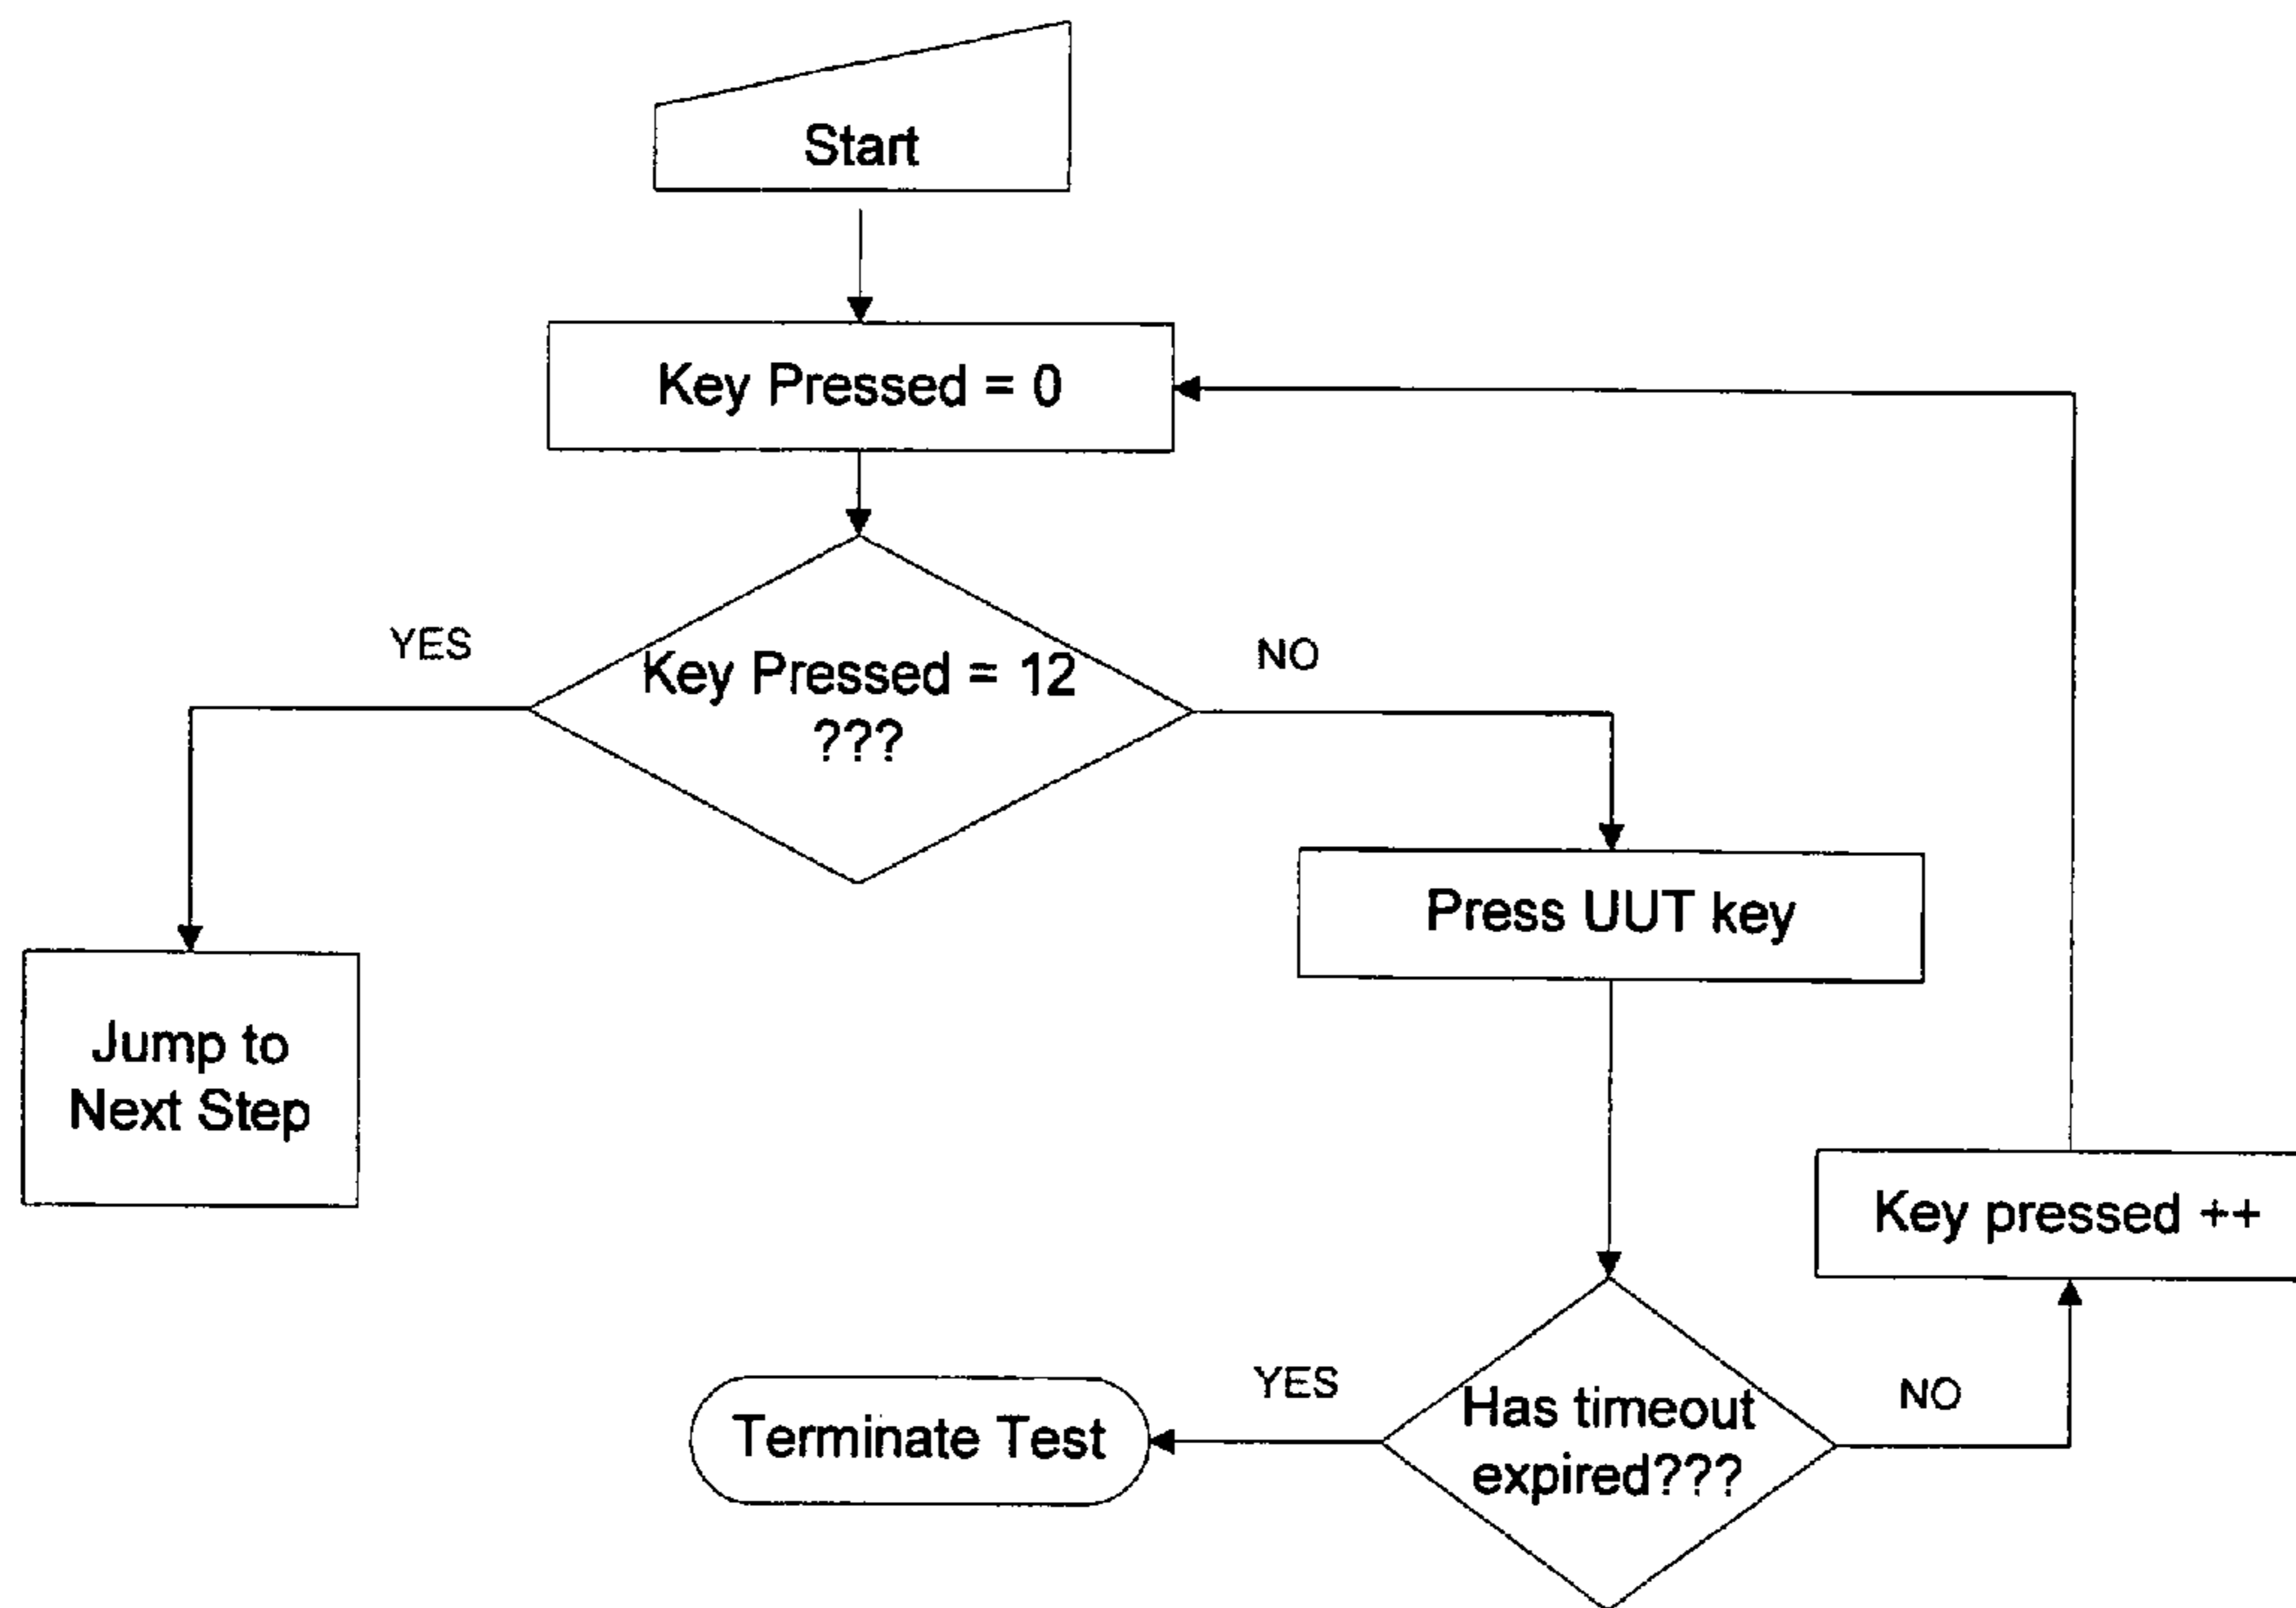 Start
Key Pressed = 0
YES
Key Pressed = 12
???
NO
Press UUT key
Jump to
Next Step
Key pressed ++
YES
Has timeout
expired???
NO
Terminate Test